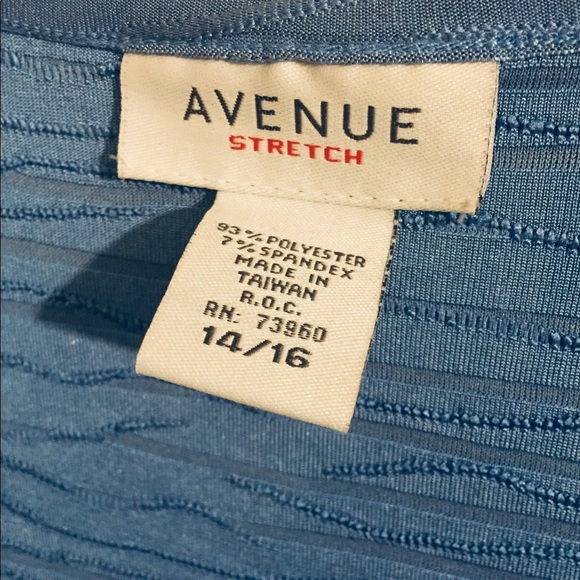 AVENUE
STRETCH
93% POLYESTER
7% SPANDEX
MADE IN
TAIWAN
R.O.C.
RN: 73960
14/16